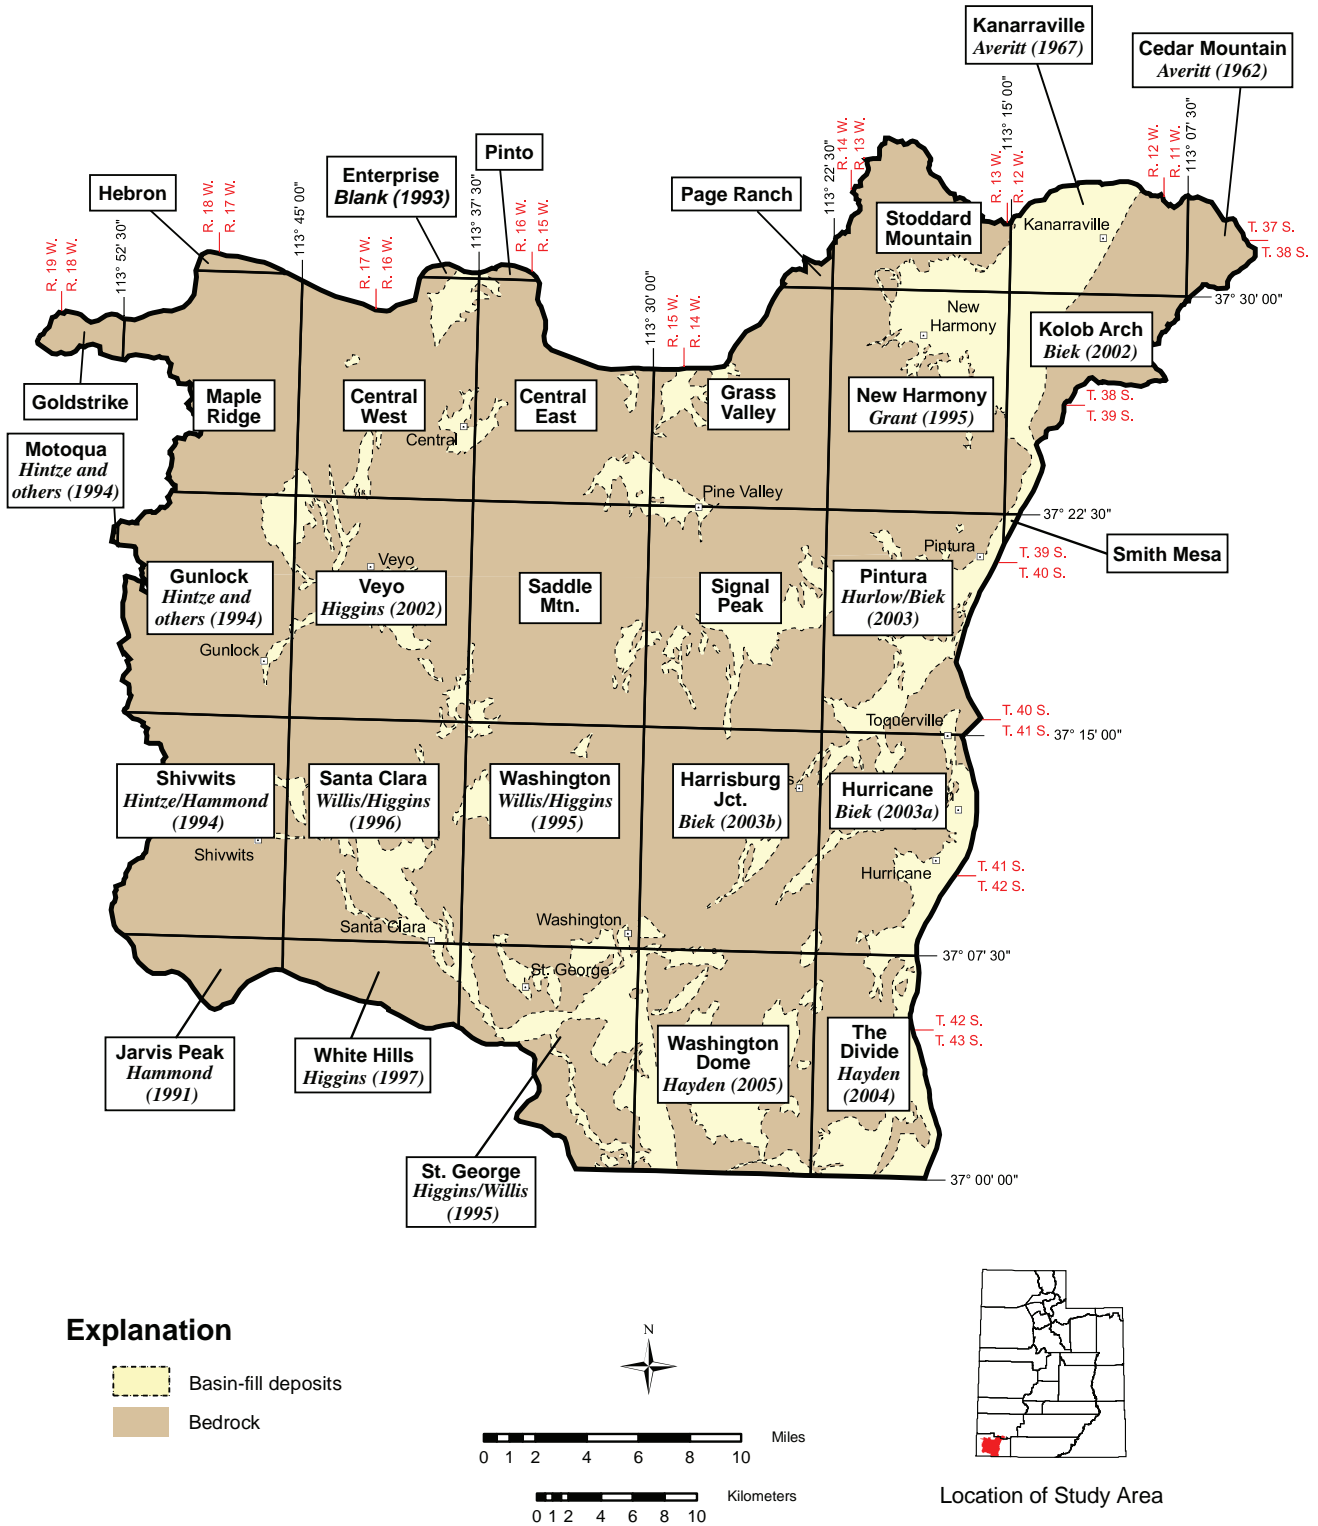 Kanarraville
Averitt (1967)
Cedar Mountain
Averitt (1962)
Pinto
Enterprise
Blank (1993)
Hebron
Page Ranch
Stoddard
Mountain
Kanarraville
R. 19 W.
R. 18 W.
113° 52' 30"
R. 18 W.
R. 17 W.
113° 45' 00"
R. 17 W.
R. 16 W.
113° 37' 30"
R. 16 W.
R. 15 W.
113° 30' 00"
R. 15 W.
R. 14 W.
113° 22' 30"
R. 14 W.
R. 13 W.
R. 13 W.
R. 12 W.
113° 15' 00"
R. 12 W.
R. 11 W.
113° 07' 30"
T. 37 S.
T. 38 S.
37° 30' 00"
New
Harmony
Kolob Arch
Biek (2002)
Goldstrike
Maple
Ridge
Central
West
Central
Central
East
Grass
Valley
New Harmony
Grant (1995)
T. 38 S.
T. 39 S.
Motoqua
Hintze and
others (1994)
Pine Valley
37° 22' 30"
Smith Mesa
Pintura
T. 39 S.
T. 40 S.
Veyo
Gunlock
Hintze and
others (1994)
Veyo
Higgins (2002)
Saddle
Mtn.
Signal
Peak
Pintura
Hurlow/Biek
(2003)
Gunlock
Toquerville
T. 40 S.
T. 41 S.
37° 15' 00"
Shivwits
Hintze/Hammond
(1994)
Santa Clara
Willis/Higgins
(1996)
Washington
Willis/Higgins
(1995)
Harrisburg
Jct.
Biek (2003b)
s
Hurricane
Biek (2003a)
Shivwits
Hurricane
T. 41 S.
T. 42 S.
Santa Clara
Washington
37° 07' 30"
St. George
T. 42 S.
T. 43 S.
Jarvis Peak
Hammond
(1991)
White Hills
Higgins (1997)
Washington
Dome
Hayden (2005)
The
Divide
Hayden
(2004)
St. George
Higgins/Willis
(1995)
37° 00' 00"
Explanation
Basin-fill deposits
Bedrock
N
Miles
0 1 2 4 6 8 10
Kilometers
0 1 2 4 6 8 10
Location of Study Area